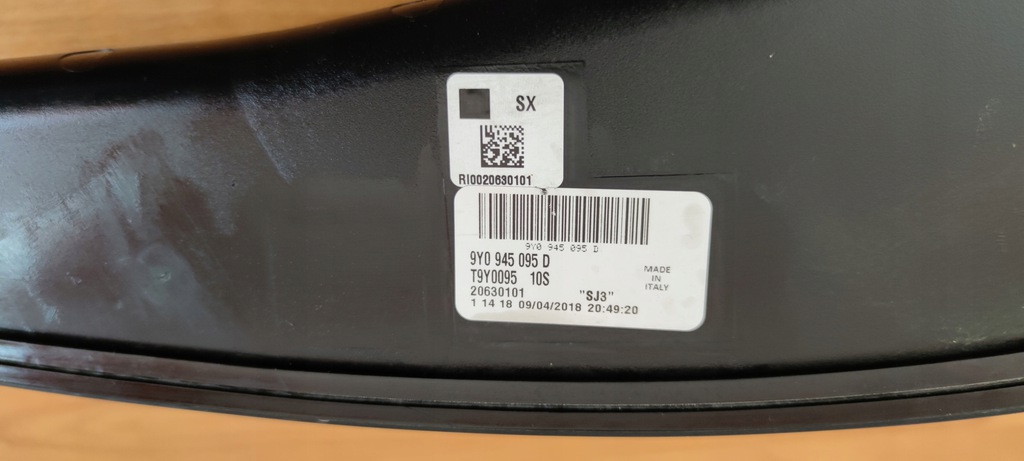 SX
RI0020630101
9Y0 945 095 D
9Y0 945 095 D
T9Y0095 10S
20630101 "SJ3"
1 14 18 09/04/2018 20:49:20
MADE
IN
ITALY